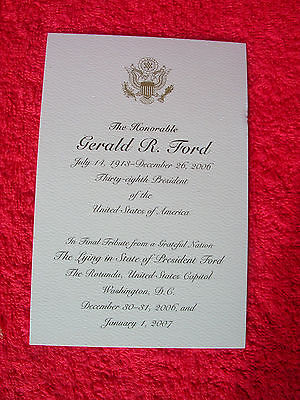 The Honorable
Gerald R. Ford
July 14, 1913–December 26, 2006
Thirty-eighth President
of the
United States of America
In Final Tribute from a Grateful Nation
The Lying in State of President Ford
The Rotunda, United States Capitol
Washington, D.C.
December 30–31, 2006, and
January 1, 2007